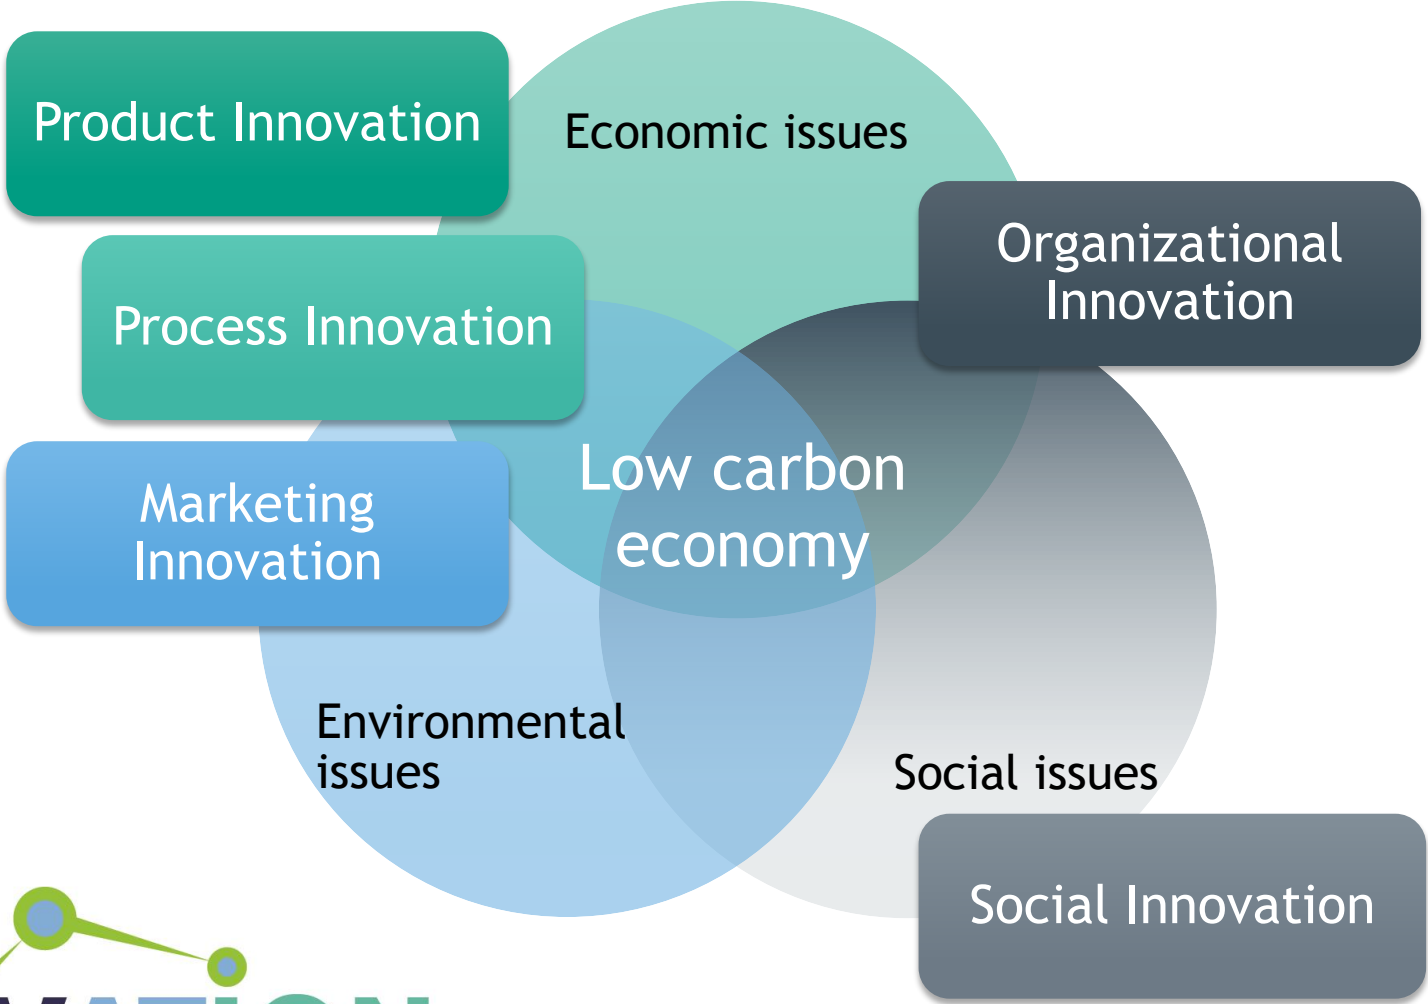 Product Innovation
Economic issues
Organizational
Innovation
Process Innovation
Low carbon
economy
Marketing
Innovation
Environmental
issues
Social issues
Social Innovation